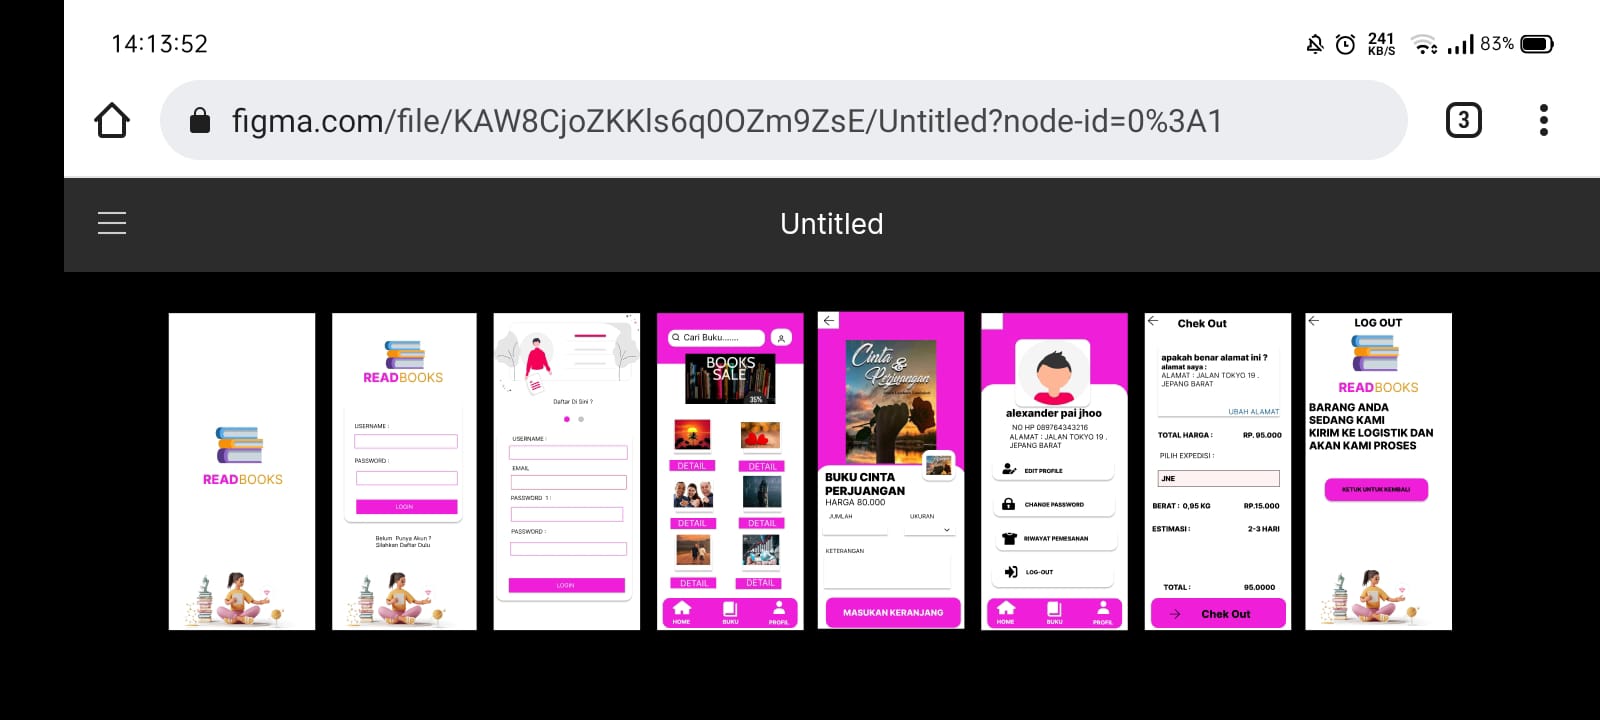 14:13:52
241
KB/S
83%
figma.com/file/KAW8CjoZKKls6q0OZm9ZsE/Untitled?node-id=0%3A1
3
Untitled
READBOOKS
READBOOKS
USERNAME :
PASSWORD :
LOGIN
Belum Punya Akun ?
Silahkan Daftar Dulu
Daftar Di Sini ?
USERNAME :
EMAIL
PASSWORD 1 :
PASSWORD :
LOGIN
Cari Buku.......
BOOKS
SALE
35%
DETAIL
DETAIL
DETAIL
DETAIL
DETAIL
DETAIL
HOME
BUKU
PROFIL
Cinta
&
Perjuangan
BUKU CINTA
PERJUANGAN
HARGA 80.000
JUMLAH
UKURAN
KETERANGAN
MASUKAN KERANJANG
alexander pai jhoo
NO HP 089764343216
ALAMAT : JALAN TOKYO 19 .
JEPANG BARAT
EDIT PROFILE
CHANGE PASSWORD
RIWAYAT PEMESANAN
LOG-OUT
HOME
BUKU
PROFIL
Chek Out
apakah benar alamat ini ?
alamat saya :
ALAMAT : JALAN TOKYO 19 .
JEPANG BARAT
UBAH ALAMAT
TOTAL HARGA :
RP. 95.000
PILIH EXPEDISI :
JNE
BERAT : 0,95 KG
RP.15.000
ESTIMASI :
2-3 HARI
TOTAL :
95.0000
Chek Out
LOG OUT
READBOOKS
BARANG ANDA
SEDANG KAMI
KIRIM KE LOGISTIK DAN
AKAN KAMI PROSES
KETUK UNTUK KEMBALI